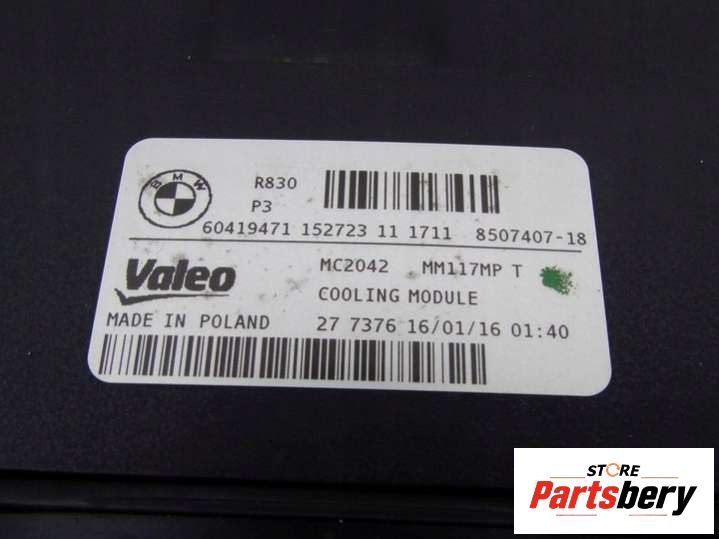 BMW
R830
P3
60419471 152723 11 1711 8507407-18
Valeo
MC2042 MM117MP T
COOLING MODULE
MADE IN POLAND 27 7376 16/01/16 01:40
STORE
Partsbery